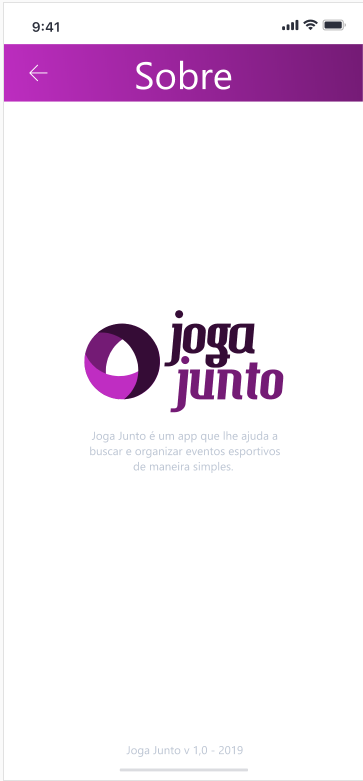 9:41
Sobre
joga
junto
Joga Junto é um app que lhe ajuda a
buscar e organizar eventos esportivos
de maneira simples.
Joga Junto v 1,0 - 2019